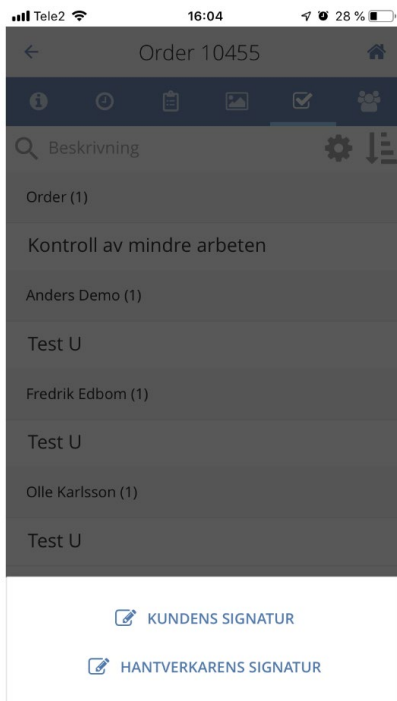 Tele2 16:04 28 %
Order 10455
Beskrivning
Order (1)
Kontroll av mindre arbeten
Anders Demo (1)
Test U
Fredrik Edbom (1)
Test U
Olle Karlsson (1)
Test U
KUNDENS SIGNATUR
HANTVERKARENS SIGNATUR